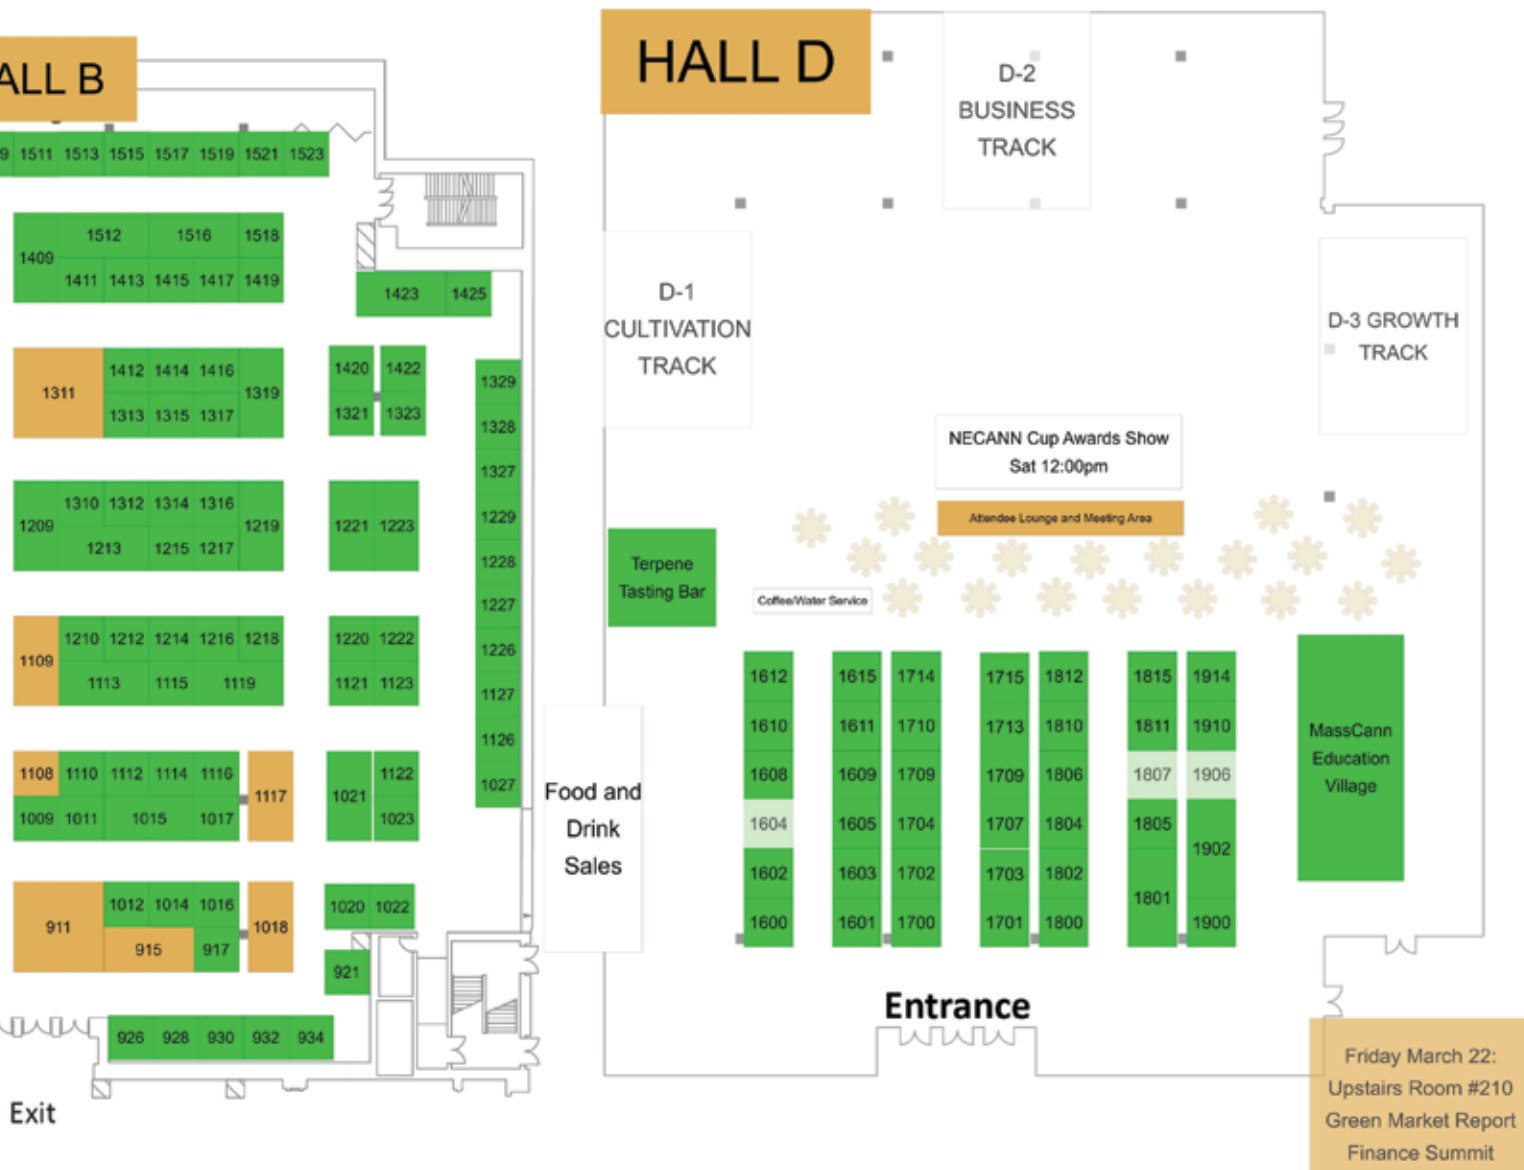 ALL B
9 1511 1513 1515 1517 1519 1521 1523
1409
1512 1516 1518
1411 1413 1415 1417 1419
1423 1425
1311
1412 1414 1416
1313 1315 1317
1319
1420 1422
1321 1323
1329
1328
1327
1229
1228
1227
1226
1127
1126
1027
1209
1310 1312 1314 1316
1213 1215 1217
1219
1221 1223
1109
1210 1212 1214 1216 1218
1113 1115 1119
1220 1222
1121 1123
1108 1110 1112 1114 1116
1009 1011 1015 1017
1117
1021
1122
1023
911
1012 1014 1016
915 917
1018
1020 1022
921
926 928 930 932 934
Exit
HALL D
D-2
BUSINESS
TRACK
D-1
CULTIVATION
TRACK
D-3 GROWTH
TRACK
NECANN Cup Awards Show
Sat 12:00pm
Attendee Lounge and Meeting Area
Terpene
Tasting Bar
Coffee/Water Service
Food and
Drink
Sales
1612
1610
1608
1604
1602
1600
1615 1714
1611 1710
1609 1709
1605 1704
1603 1702
1601 1700
1715 1812
1713 1810
1709 1806
1707 1804
1703 1802
1701 1800
1815 1914
1811 1910
1807 1906
1805
1902
1801
1900
MassCann
Education
Village
Entrance
Friday March 22:
Upstairs Room #210
Green Market Report
Finance Summit